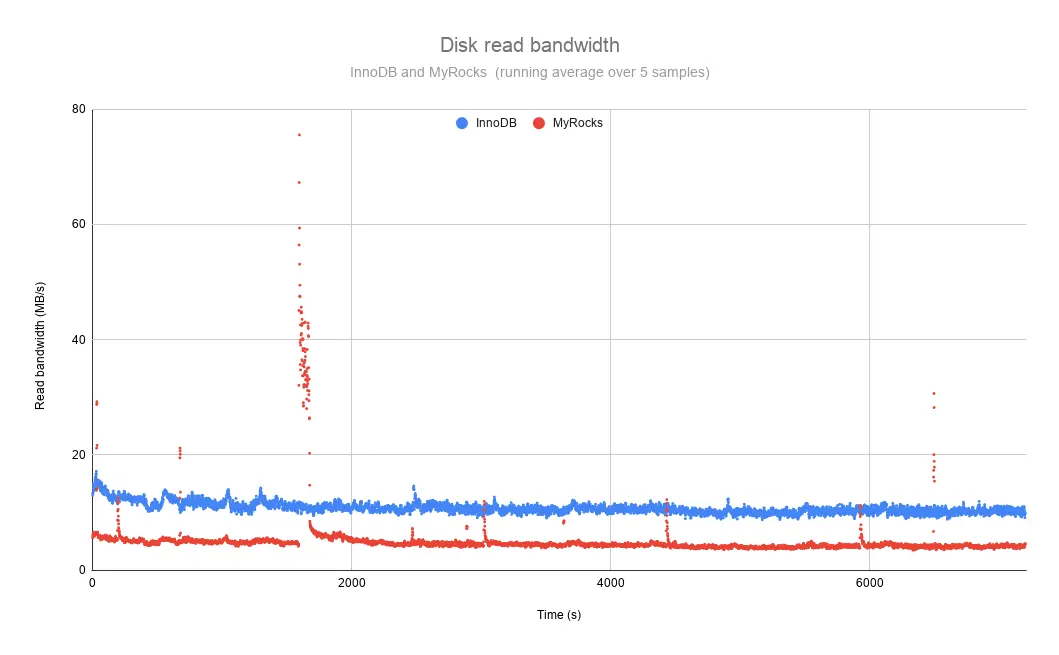 Disk read bandwidth
InnoDB and MyRocks (running average over 5 samples)
InnoDB MyRocks
Read bandwidth (MB/s)
80
60
40
20
0
0 2000 4000 6000
Time (s)